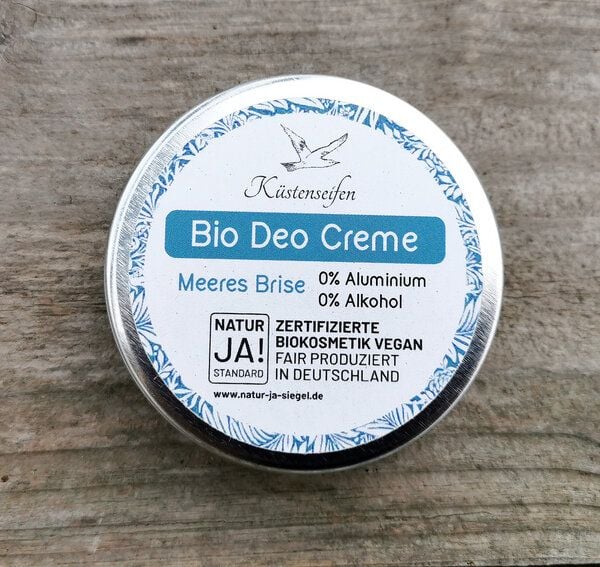 Küstenseifen
Bio Deo Creme
Meeres Brise
0% Aluminium
0% Alkohol
NATUR
JA!
STANDARD
ZERTIFIZIERTE
BIOKOSMETIK VEGAN
FAIR PRODUZIERT
IN DEUTSCHLAND
www.natur-ja-siegel.de